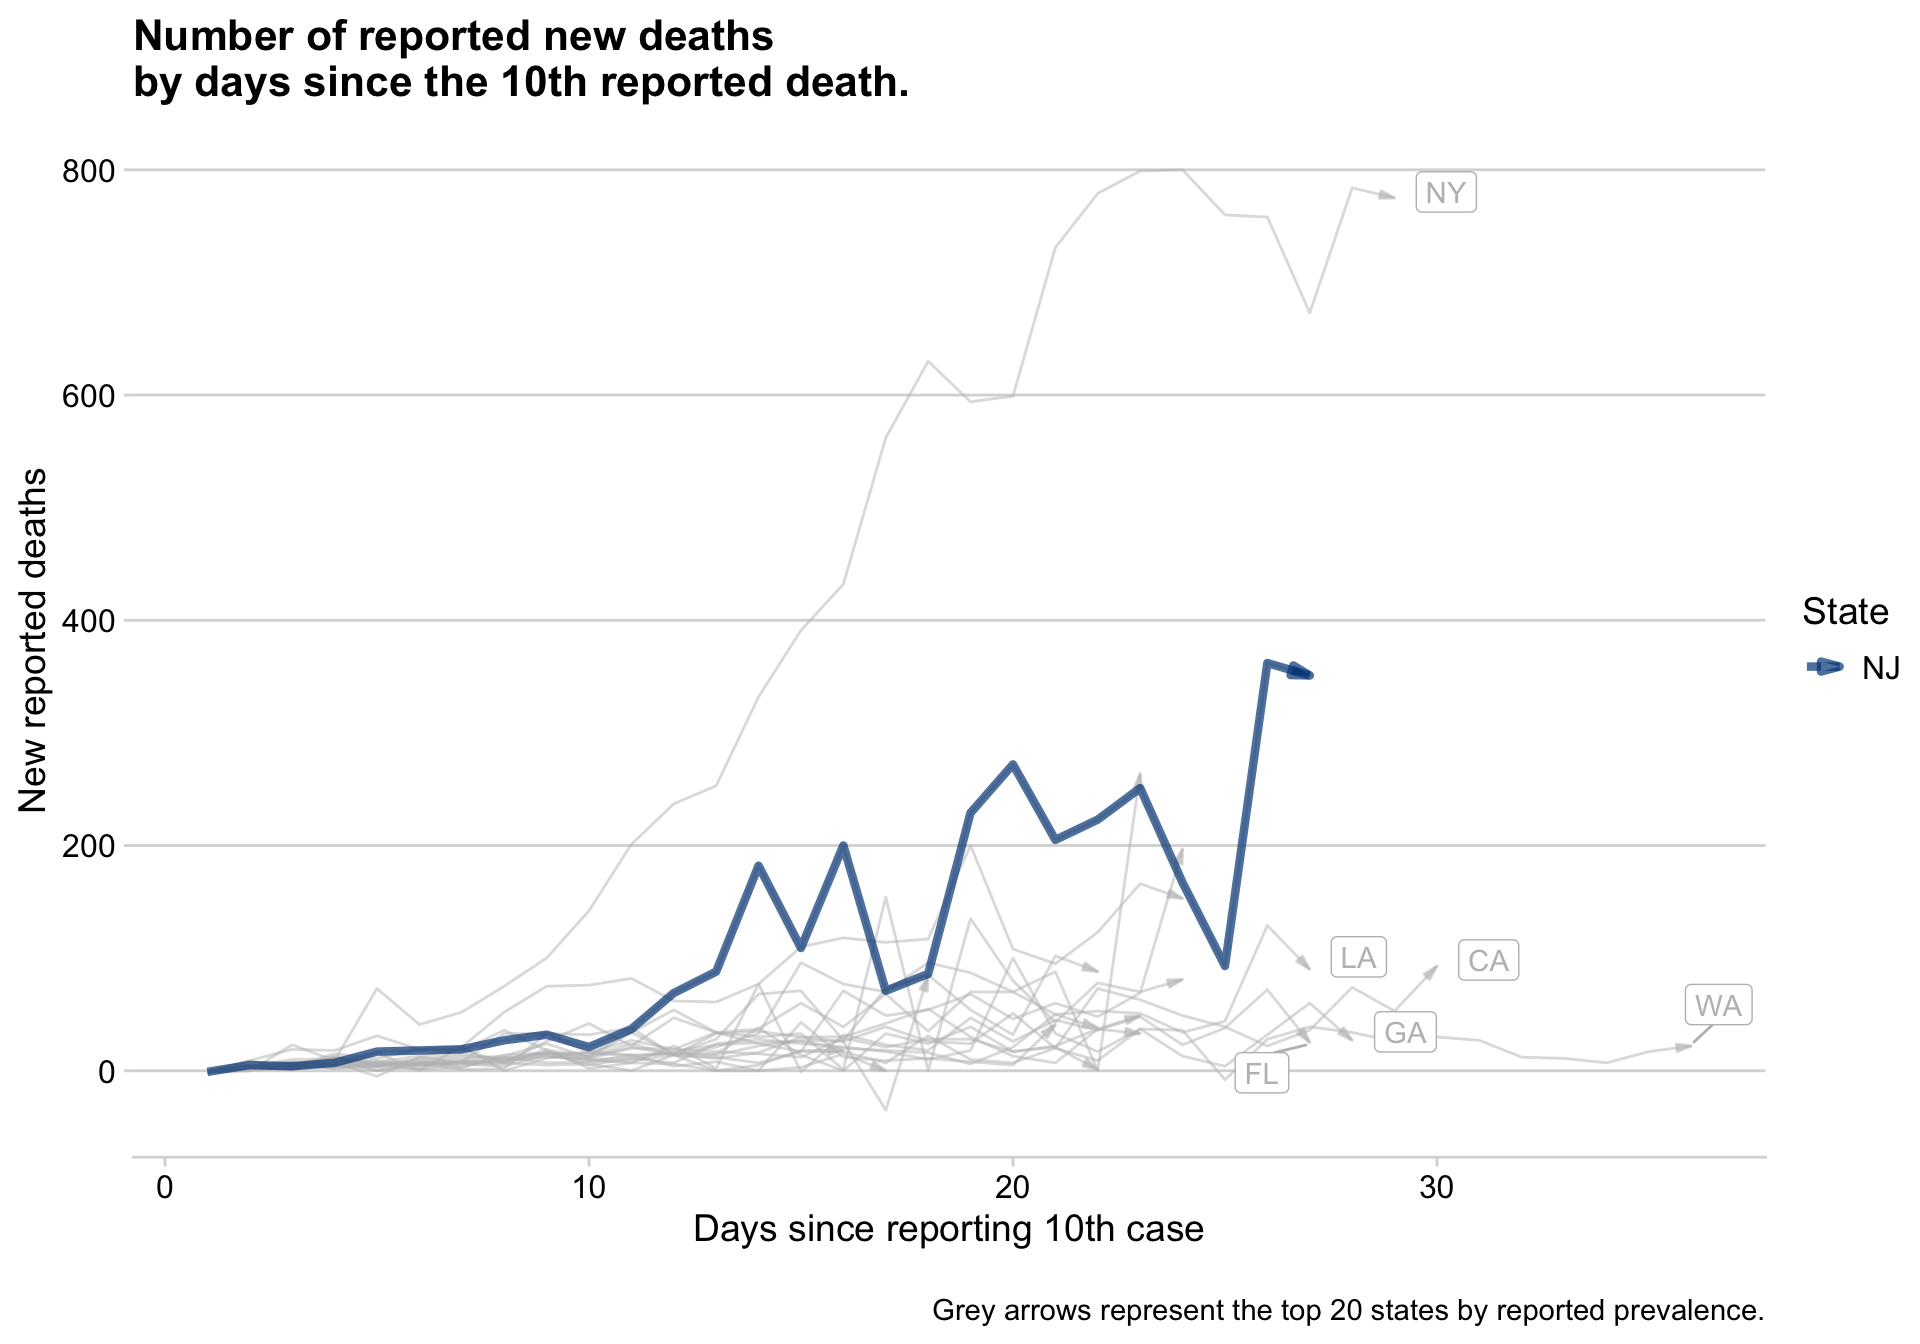 Number of reported new deaths
by days since the 10th reported death.
800
600
400
200
0
New reported deaths
NY
LA
CA
WA
GA
FL
State
NJ
0 10 20 30
Days since reporting 10th case
Grey arrows represent the top 20 states by reported prevalence.